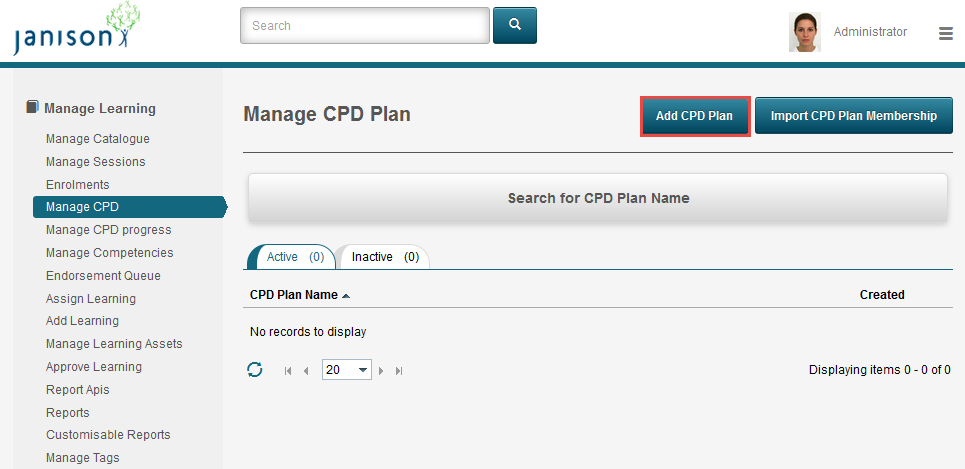 janison
Search
Administrator
Manage Learning
Manage Catalogue
Manage Sessions
Enrolments
Manage CPD
Manage CPD progress
Manage Competencies
Endorsement Queue
Assign Learning
Add Learning
Manage Learning Assets
Approve Learning
Report Apis
Reports
Customisable Reports
Manage Tags
Manage CPD Plan
Add CPD Plan
Import CPD Plan Membership
Search for CPD Plan Name
Active (0)
Inactive (0)
CPD Plan Name
Created
No records to display
20
Displaying items 0 - 0 of 0